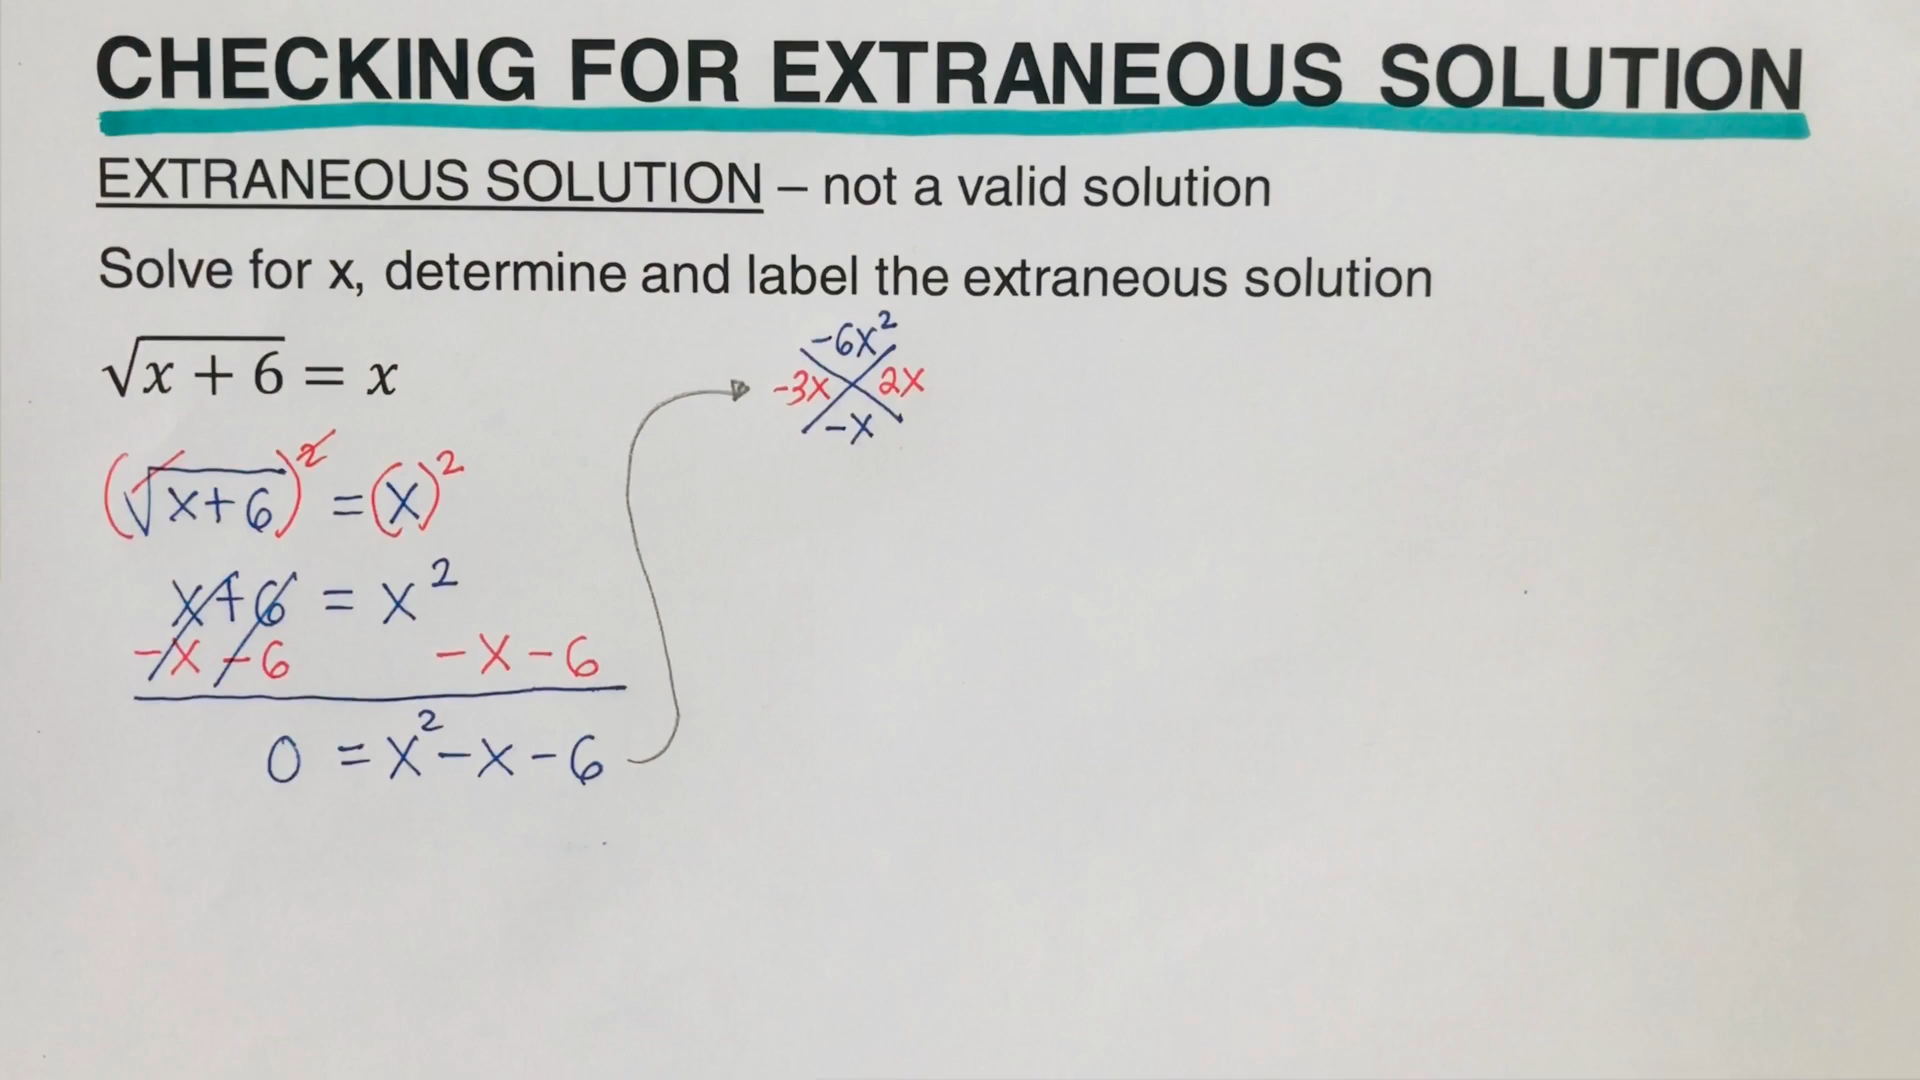 CHECKING FOR EXTRANEOUS SOLUTION
EXTRANEOUS SOLUTION – not a valid solution
Solve for x, determine and label the extraneous solution
√x + 6 = x
(√x+6)² = (x)²
x+6 = x²
-x -6 -x-6
0 = x²-x-6
-6x²
-3x 2x
-x